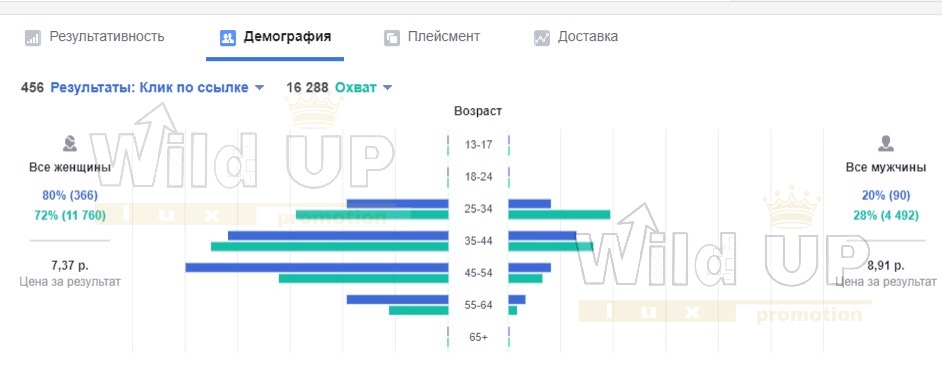 Результативность
Демография
Плейсмент
Доставка
456 Результаты: Клик по ссылке
16 288 Охват
Возраст
13-17
18-24
25-34
35-44
45-54
55-64
65+
Все женщины
80% (366)
72% (11 760)
7,37 р.
Цена за результат
Все мужчины
20% (90)
28% (4 492)
8,91 р.
Цена за результат
Wild UP
lux promotion
Wild UP
lux promotion